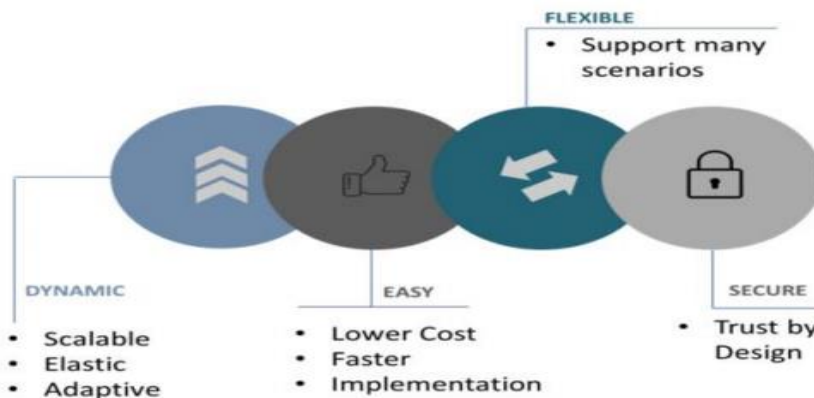 FLEXIBLE
• Support many
scenarios
DYNAMIC
• Scalable
• Elastic
• Adaptive
EASY
• Lower Cost
• Faster
• Implementation
SECURE
• Trust by
Design